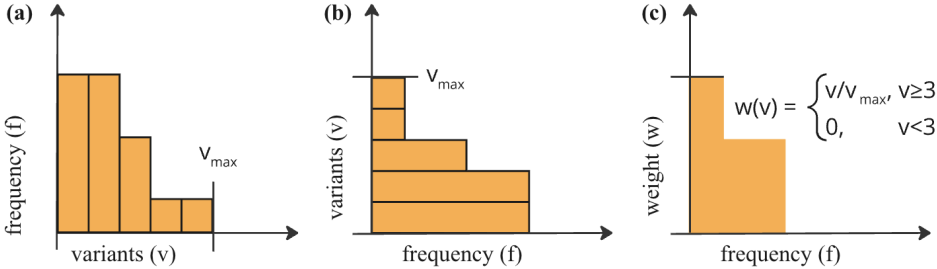 (a)
frequency (f)
v_max
variants (v)
(b)
variants (v)
v_max
frequency (f)
(c)
weight (w)
w(v) = { v/v_max, v≥3
0, v<3
frequency (f)